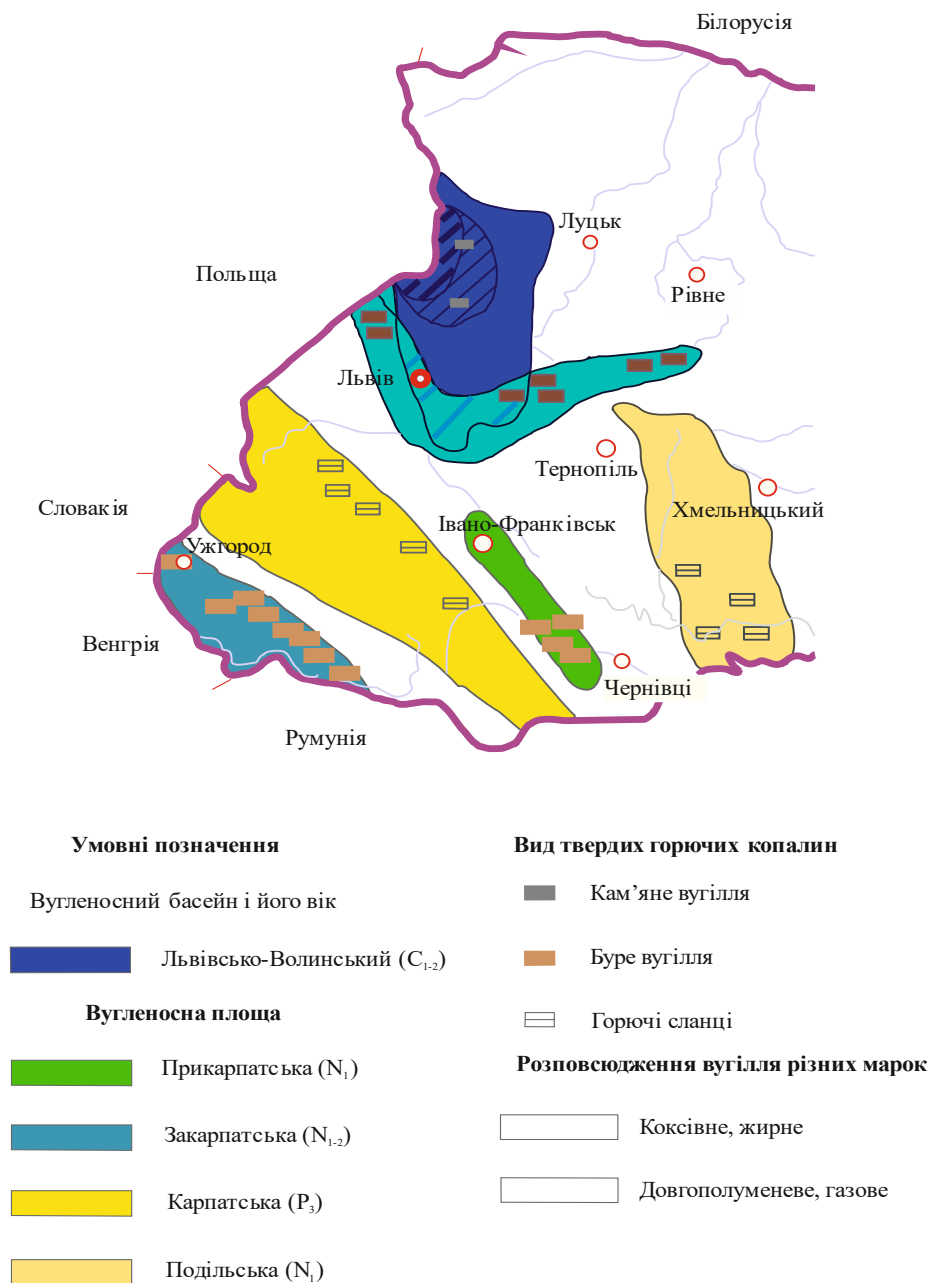 Білорусія
Луцьк
Польща
Рівне
Львів
Тернопіль
Словакія
Хмельницький
Івано-Франківськ
Ужгород
Венгрія
Чернівці
Румунія
Умовні позначення
Вугленосний басейн і його вік
Львівсько-Волинський (C₁₋₂)
Вугленосна площа
Прикарпатська (N₁)
Закарпатська (N₁₋₂)
Карпатська (P₃)
Подільська (N₁)
Вид твердих горючих копалин
Кам’яне вугілля
Буре вугілля
Горючі сланці
Розповсюдження вугілля різних марок
Коксівне, жирне
Довгополуменеве, газове